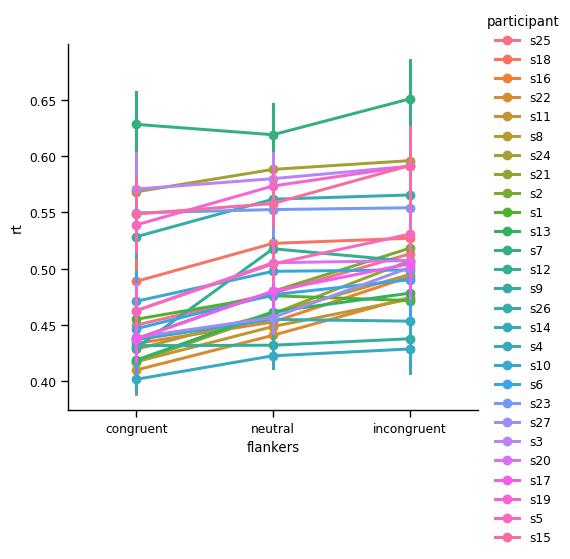 participant
s25
s18
s16
s22
s11
s8
s24
s21
s2
s1
s13
s7
s12
s9
s26
s14
s4
s10
s6
s23
s27
s3
s20
s17
s19
s5
s15
rt
0.65
0.60
0.55
0.50
0.45
0.40
congruent neutral incongruent
flankers